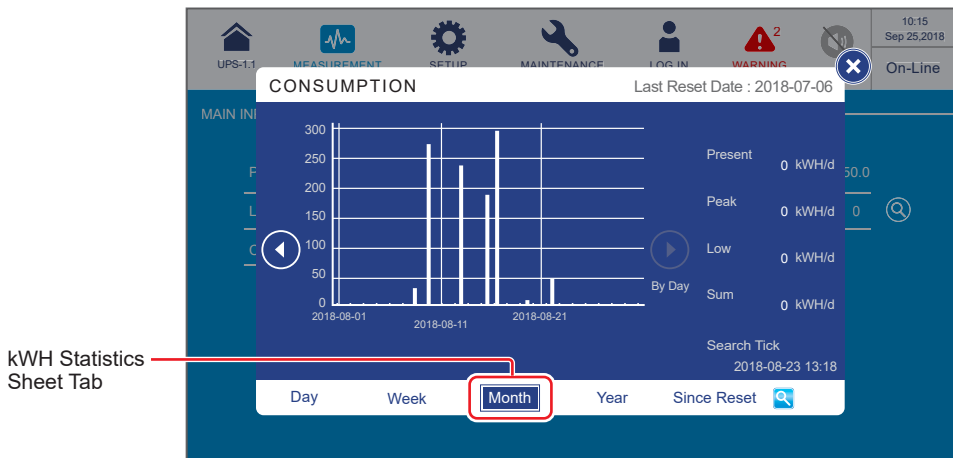 10:15
Sep 25,2018
On-Line
UPS-1.1
MEASUREMENT
SETUP
MAINTENANCE
LOG IN
2
WARNING
MAIN IN
CONSUMPTION
Last Reset Date : 2018-07-06
300
250
200
150
100
50
0
2018-08-01
2018-08-11
2018-08-21
By Day
Present
0 kWH/d
Peak
0 kWH/d
Low
0 kWH/d
Sum
0 kWH/d
Search Tick
2018-08-23 13:18
P
L
C
50.0
0
kWH Statistics
Sheet Tab
Day
Week
Month
Year
Since Reset